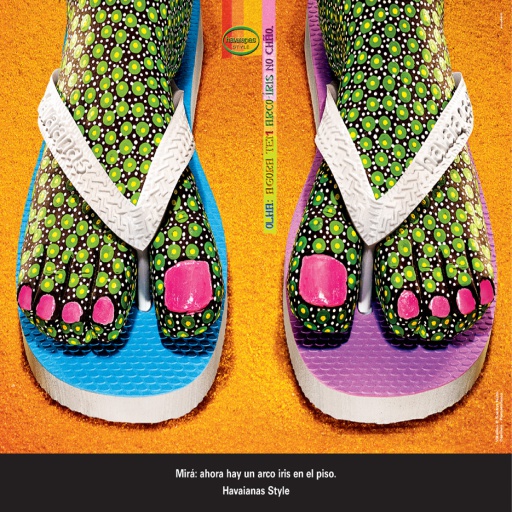 havaianas
STYLE
OLHA: AGORA TEM ARCO-ÍRIS NO CHÃO.
havaianas
Mirá: ahora hay un arco iris en el piso.
Havaianas Style